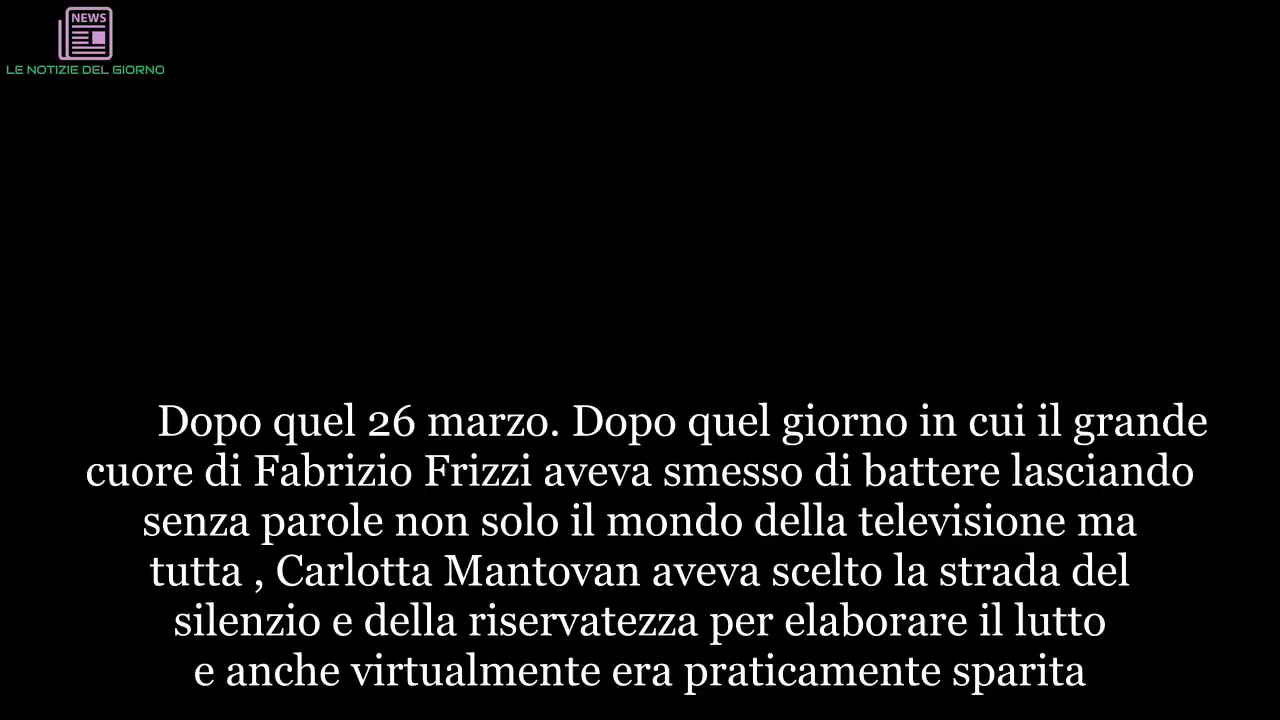 NEWS
LE NOTIZIE DEL GIORNO
Dopo quel 26 marzo. Dopo quel giorno in cui il grande
cuore di Fabrizio Frizzi aveva smesso di battere lasciando
senza parole non solo il mondo della televisione ma
tutta , Carlotta Mantovan aveva scelto la strada del
silenzio e della riservatezza per elaborare il lutto
e anche virtualmente era praticamente sparita